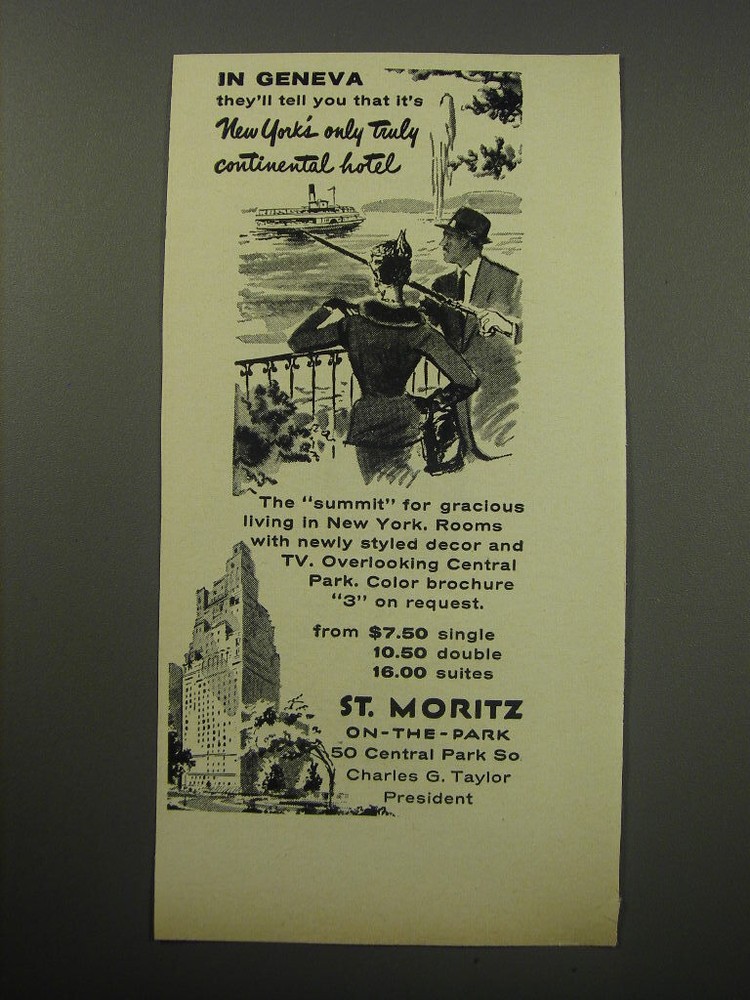 IN GENEVA
they'll tell you that it's
New York's only truly
continental hotel
The "summit" for gracious
living in New York. Rooms
with newly styled decor and
TV. Overlooking Central
Park. Color brochure
"3" on request.
from $7.50 single
10.50 double
16.00 suites
ST. MORITZ
ON-THE-PARK
50 Central Park So.
Charles G. Taylor
President